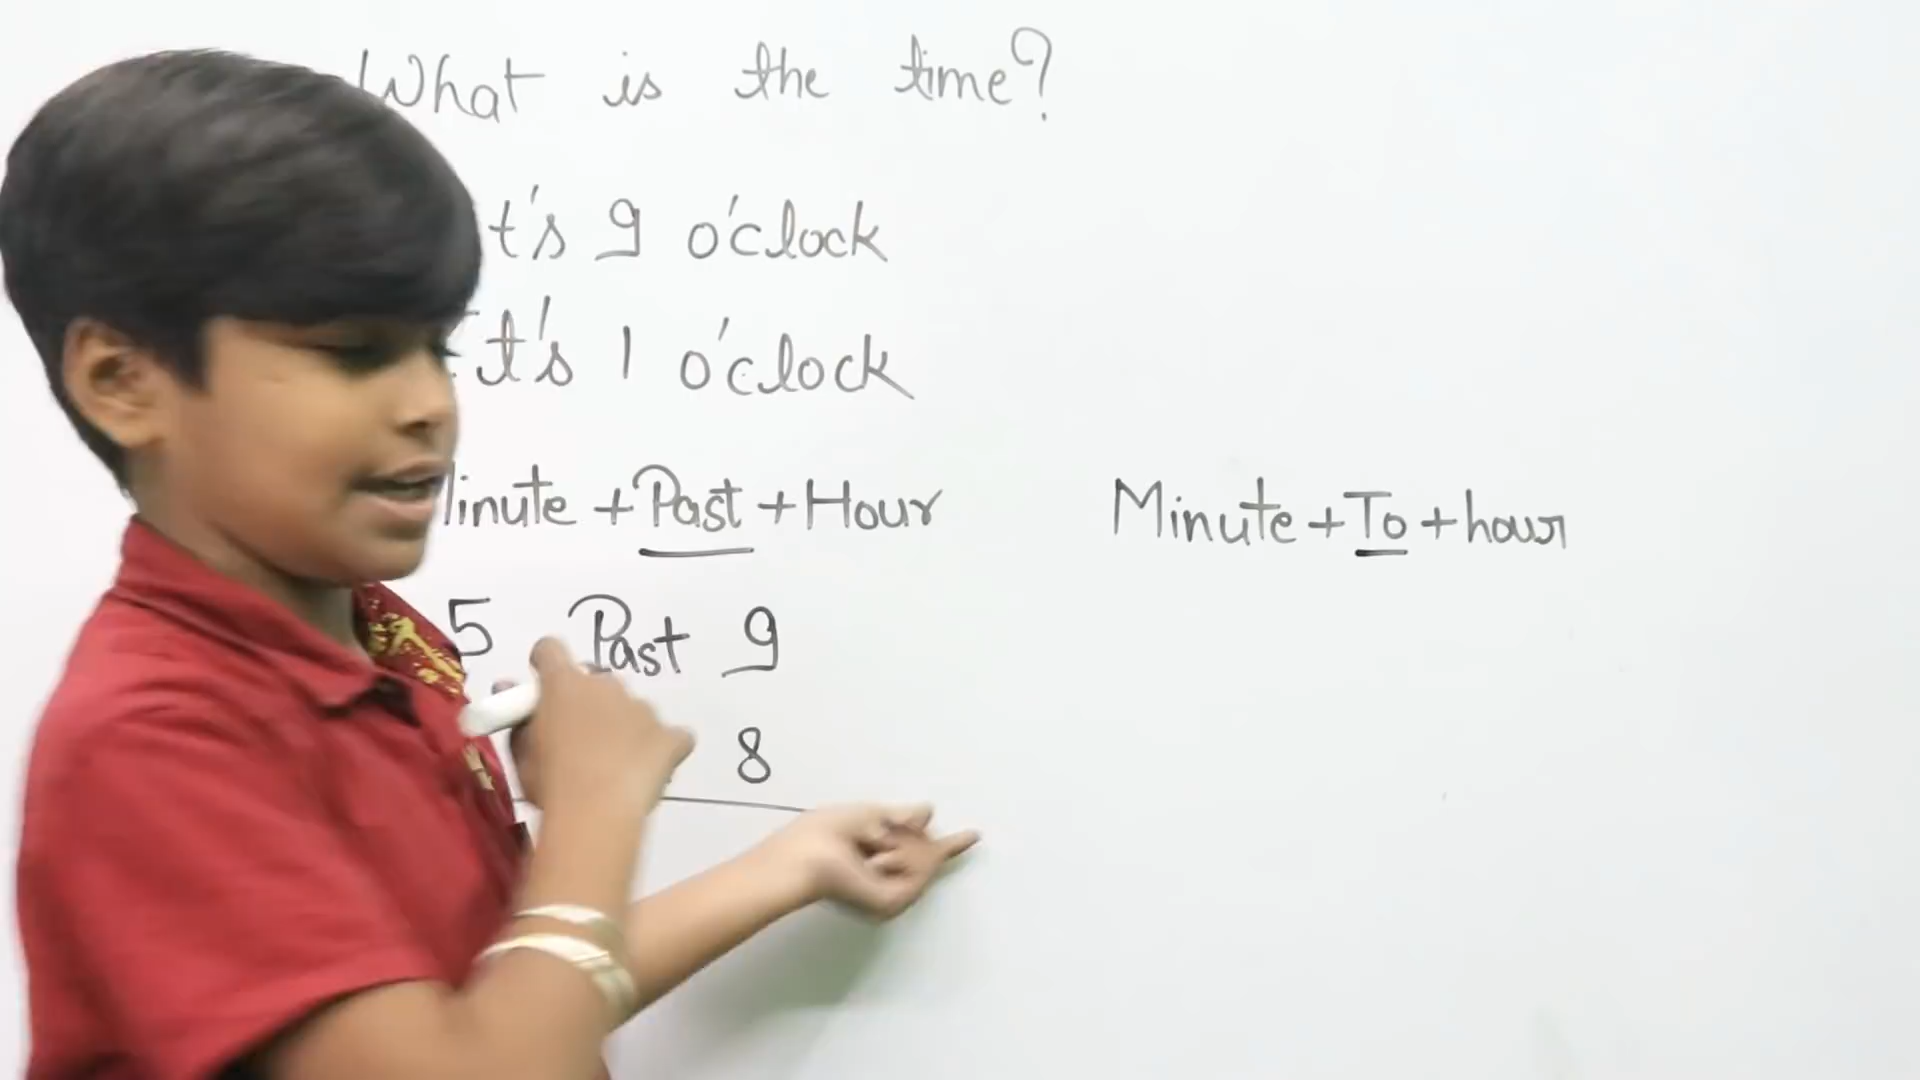 What is the time?
t's 9 o'clock
It's 1 o'clock
Minute + Past + Hour
Minute + To + hour
5 Past 9
8